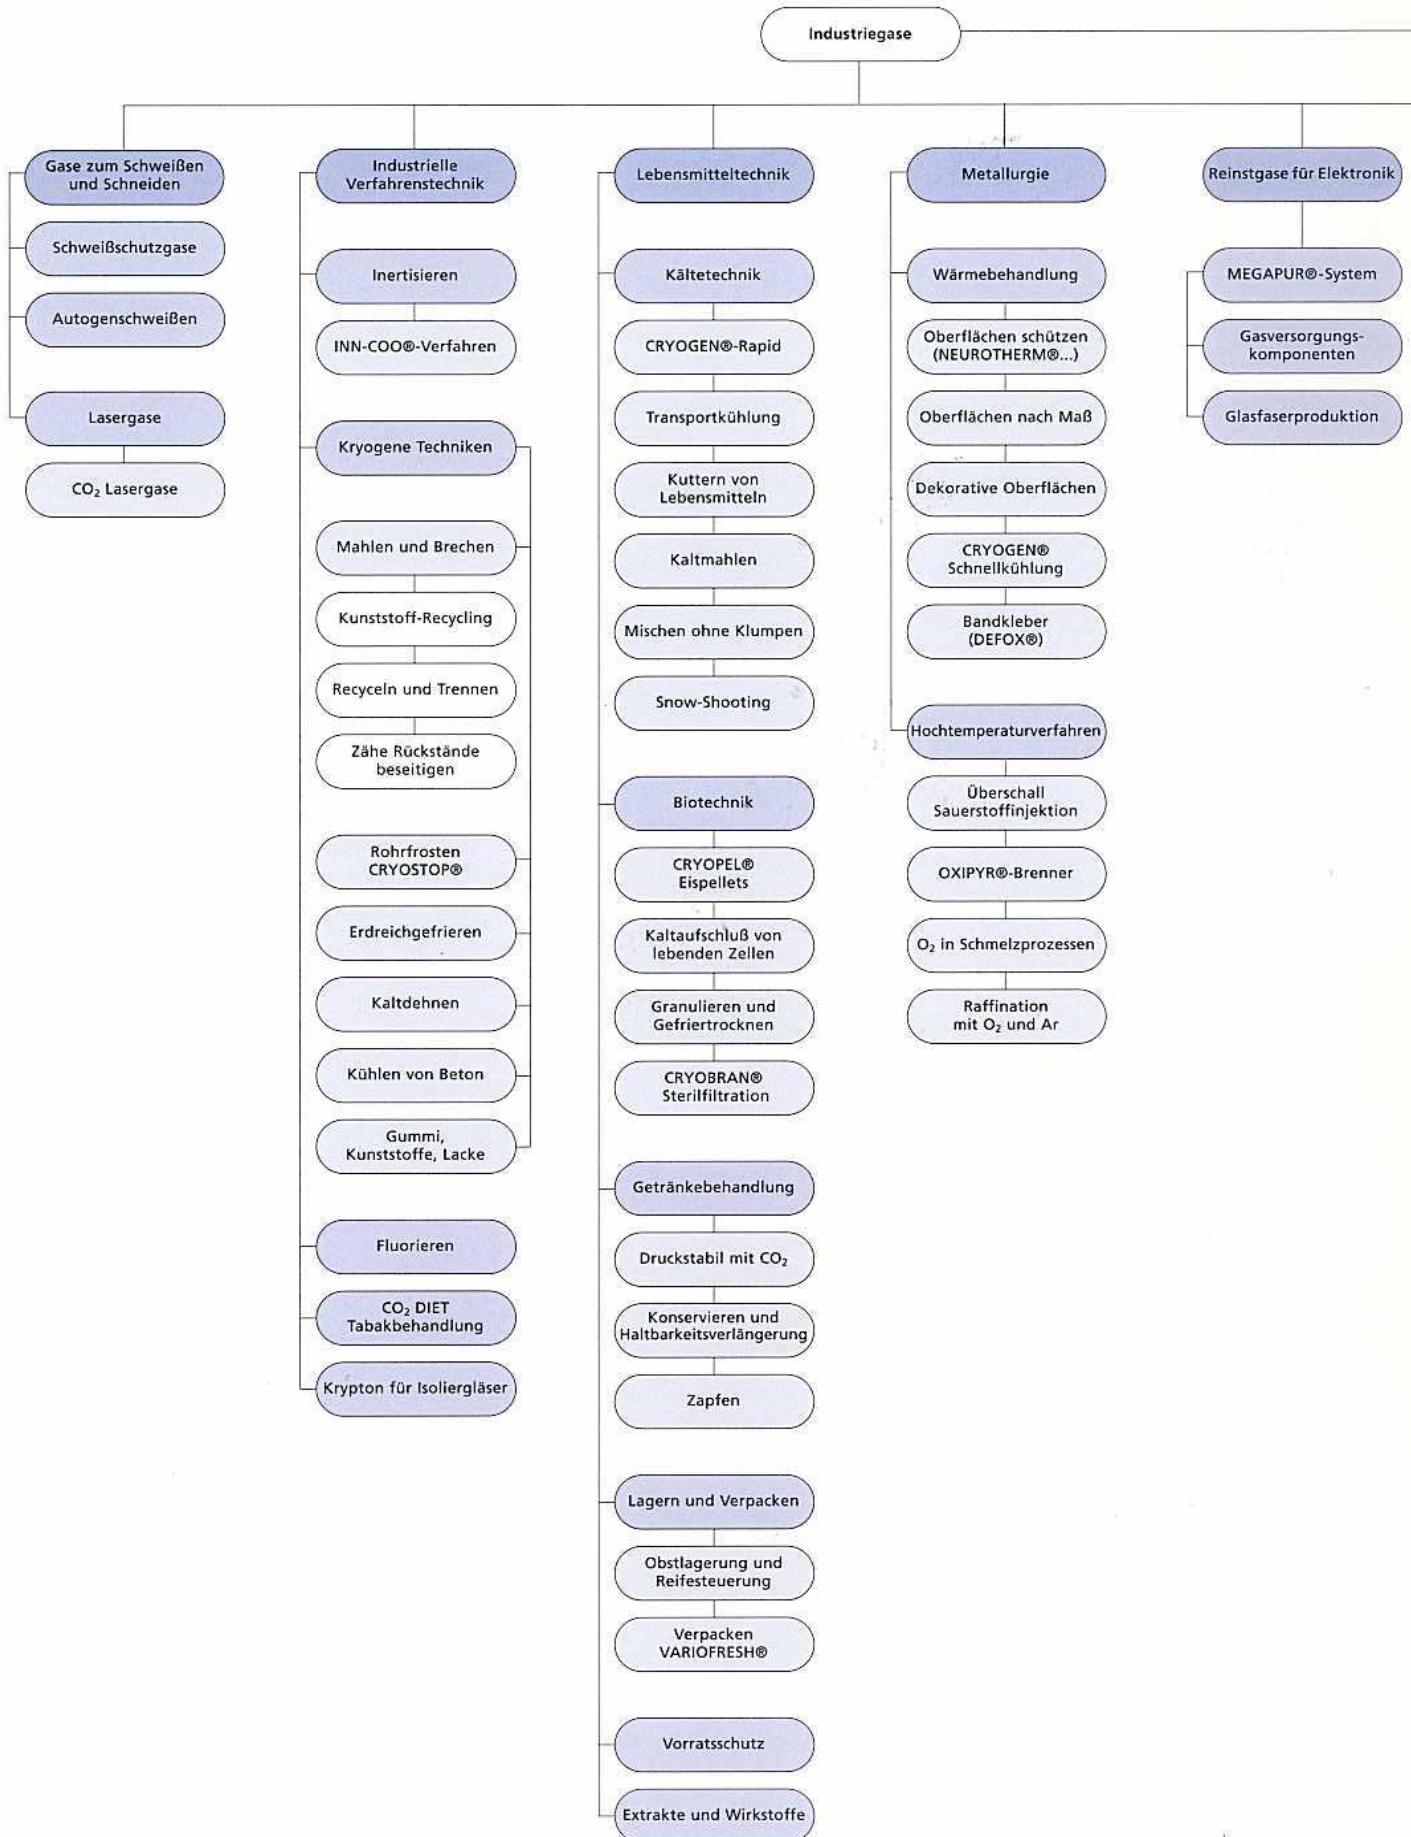 Industriegase
Gase zum Schweißen
und Schneiden
Schweißschutzgase
Autogenschweißen
Lasergase
CO₂ Lasergase
Industrielle
Verfahrenstechnik
Inertisieren
INN-COO®-Verfahren
Kryogene Techniken
Mahlen und Brechen
Kunststoff-Recycling
Recyceln und Trennen
Zähe Rückstände
beseitigen
Rohrfrosten
CRYOSTOP®
Erdreichgefrieren
Kaltdehnen
Kühlen von Beton
Gummi,
Kunststoffe, Lacke
Fluorieren
CO₂ DIET
Tabakbehandlung
Krypton für Isoliergläser
Lebensmitteltechnik
Kältetechnik
CRYOGEN®-Rapid
Transportkühlung
Kuttern von
Lebensmitteln
Kaltmahlen
Mischen ohne Klumpen
Snow-Shooting
Biotechnik
CRYOPEL®
Eispellets
Kaltaufschluß von
lebenden Zellen
Granulieren und
Gefriertrocknen
CRYOBRAN®
Sterilfiltration
Getränkebehandlung
Druckstabil mit CO₂
Konservieren und
Haltbarkeitsverlängerung
Zapfen
Lagern und Verpacken
Obstlagerung und
Reifesteuerung
Verpacken
VARIOFRESH®
Vorratsschutz
Extrakte und Wirkstoffe
Metallurgie
Wärmebehandlung
Oberflächen schützen
(NEUROTHERM®...)
Oberflächen nach Maß
Dekorative Oberflächen
CRYOGEN®
Schnellkühlung
Bandkleber
(DEFOX®)
Hochtemperaturverfahren
Überschall
Sauerstoffinjektion
OXIPYR®-Brenner
O₂ in Schmelzprozessen
Raffination
mit O₂ und Ar
Reinstgase für Elektronik
MEGAPUR®-System
Gasversorgungs-
komponenten
Glasfaserproduktion